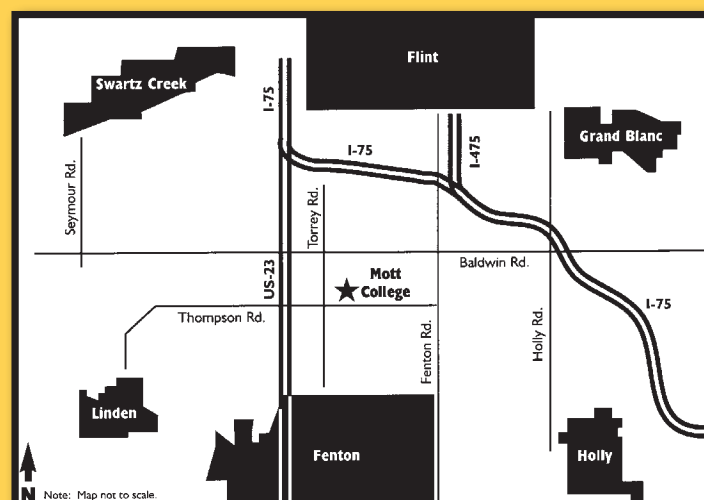 Flint
Swartz Creek
I-75
Grand Blanc
I-75
I-475
Seymour Rd.
Torrey Rd.
Baldwin Rd.
US-23
Mott
College
I-75
Thompson Rd.
Fenton Rd.
Holly Rd.
Linden
Fenton
Holly
N
Note: Map not to scale.